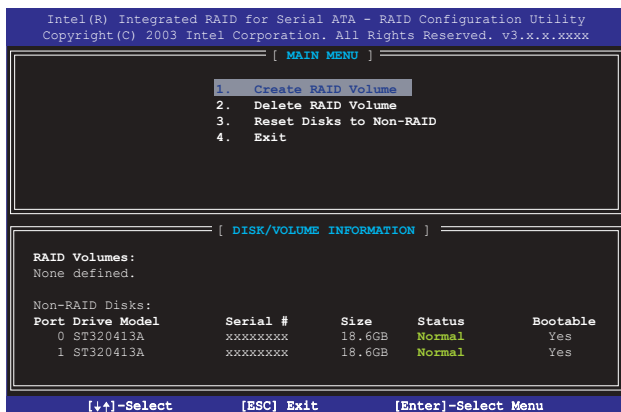 Intel(R) Integrated RAID for Serial ATA - RAID Configuration Utility
Copyright(C) 2003 Intel Corporation. All Rights Reserved. v3.x.x.xxxx
[ MAIN MENU ]
1. Create RAID Volume
2. Delete RAID Volume
3. Reset Disks to Non-RAID
4. Exit
[ DISK/VOLUME INFORMATION ]
RAID Volumes:
None defined.
Non-RAID Disks:
Port Drive Model Serial # Size Status Bootable
0 ST320413A xxxxxxxx 18.6GB Normal Yes
1 ST320413A xxxxxxxx 18.6GB Normal Yes
[↓↑]-Select [ESC] Exit [Enter]-Select Menu